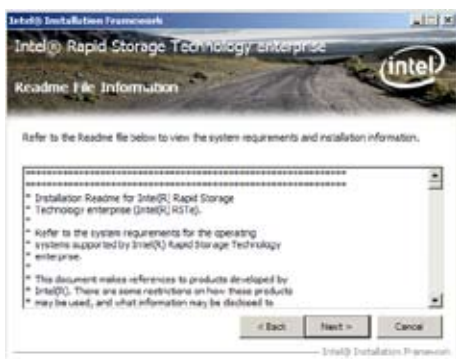 Intel® Installation Framework
Intel® Rapid Storage Technology enterprise
intel
Readme File Information
Refer to the Readme file below to view the system requirements and installation information.
* Installation Readme for Intel(R) Rapid Storage
* Technology enterprise (Intel(R) RSTe).
*
* Refer to the system requirements for the operating
* systems supported by Intel(R) Rapid Storage Technology
* enterprise.
*
* This document makes references to products developed by
* Intel(R). There are some restrictions on how these products
* may be used, and what information may be disclosed to
< Back
Next >
Cancel
Intel® Installation Framework